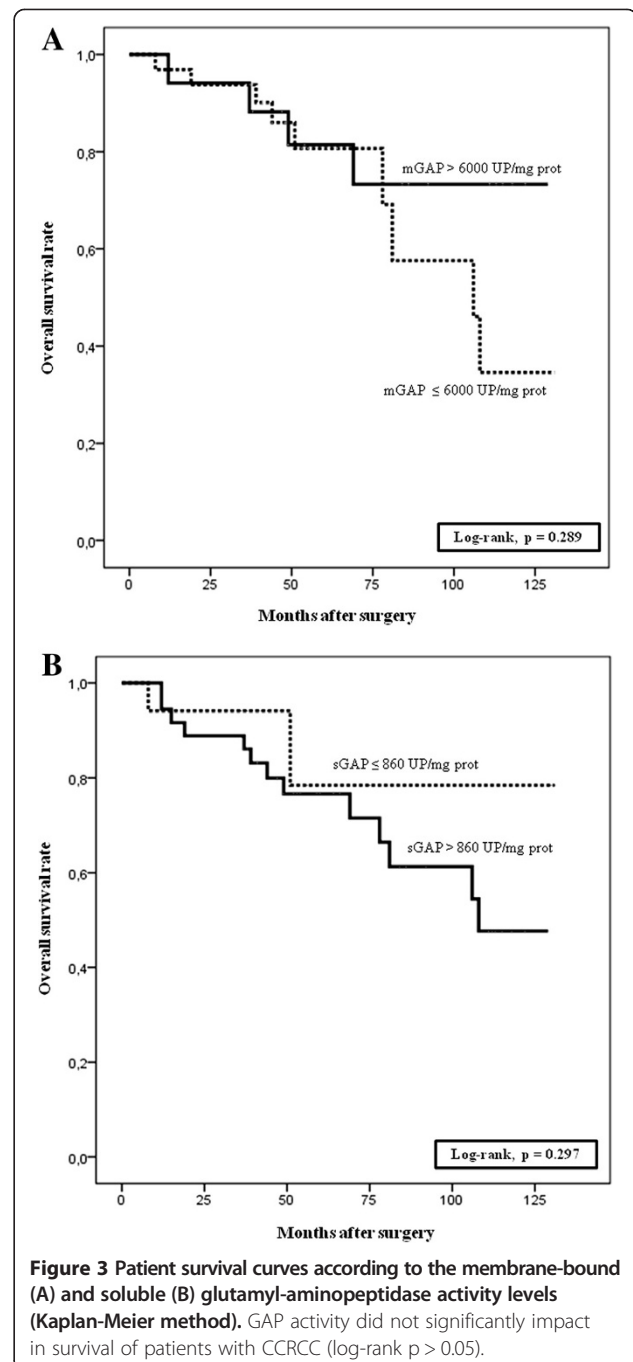 A
1,0
0,8
0,6
0,4
0,2
0,0
Overall survival rate
mGAP > 6000 UP/mg prot
mGAP ≤ 6000 UP/mg prot
Log-rank, p = 0.289
0 25 50 75 100 125
Months after surgery
B
1,0
0,8
0,6
0,4
0,2
0,0
Overall survival rate
sGAP ≤ 860 UP/mg prot
sGAP > 860 UP/mg prot
Log-rank, p = 0.297
0 25 50 75 100 125
Months after surgery
Figure 3 Patient survival curves according to the membrane-bound
(A) and soluble (B) glutamyl-aminopeptidase activity levels
(Kaplan-Meier method). GAP activity did not significantly impact
in survival of patients with CCRCC (log-rank p > 0.05).